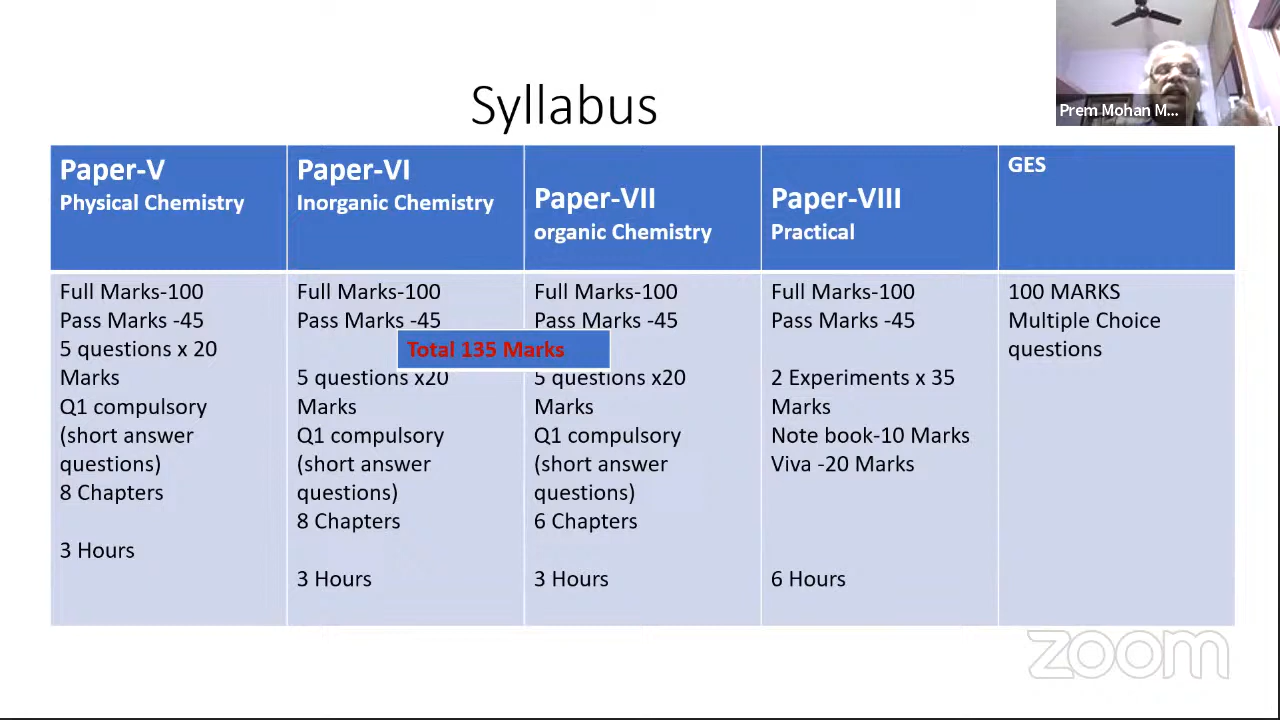 Prem Mohan M...
Syllabus
Paper-V
Physical Chemistry
Paper-VI
Inorganic Chemistry
Paper-VII
organic Chemistry
Paper-VIII
Practical
GES
Full Marks-100
Pass Marks -45
5 questions x 20
Marks
Q1 compulsory
(short answer
questions)
8 Chapters
3 Hours
Full Marks-100
Pass Marks -45
Total 135 Marks
5 questions x20
Marks
Q1 compulsory
(short answer
questions)
8 Chapters
3 Hours
Full Marks-100
Pass Marks -45
5 questions x20
Marks
Q1 compulsory
(short answer
questions)
6 Chapters
3 Hours
Full Marks-100
Pass Marks -45
2 Experiments x 35
Marks
Note book-10 Marks
Viva -20 Marks
6 Hours
100 MARKS
Multiple Choice
questions
zoom